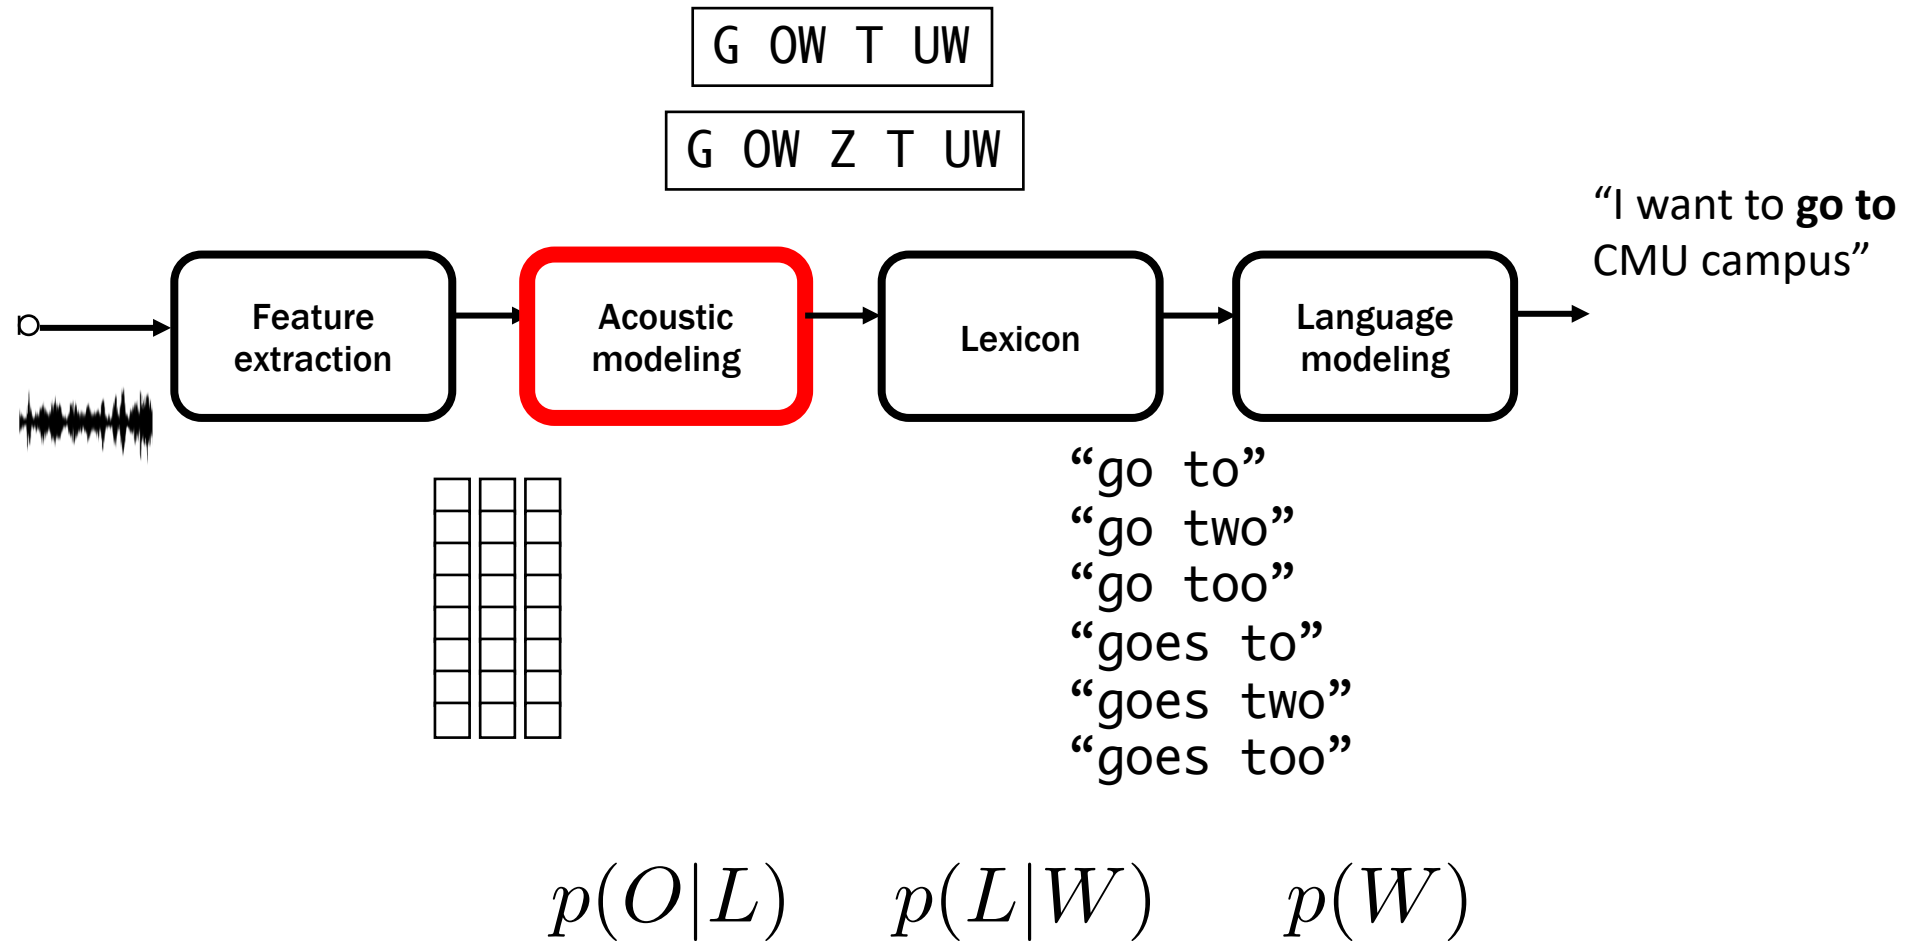 G OW T UW
G OW Z T UW
“I want to go to
CMU campus”
Feature
extraction
Acoustic
modeling
Lexicon
Language
modeling
“go to”
“go two”
“go too”
“goes to”
“goes two”
“goes too”
p(O|L)
p(L|W)
p(W)